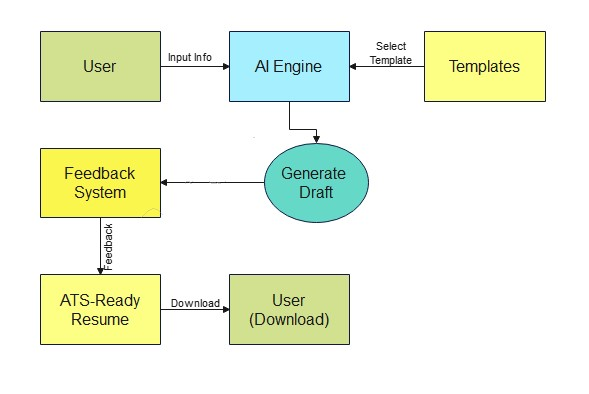 User
Input Info
AI Engine
Select
Template
Templates
Feedback
System
Generate
Draft
Feedback
ATS-Ready
Resume
Download
User
(Download)